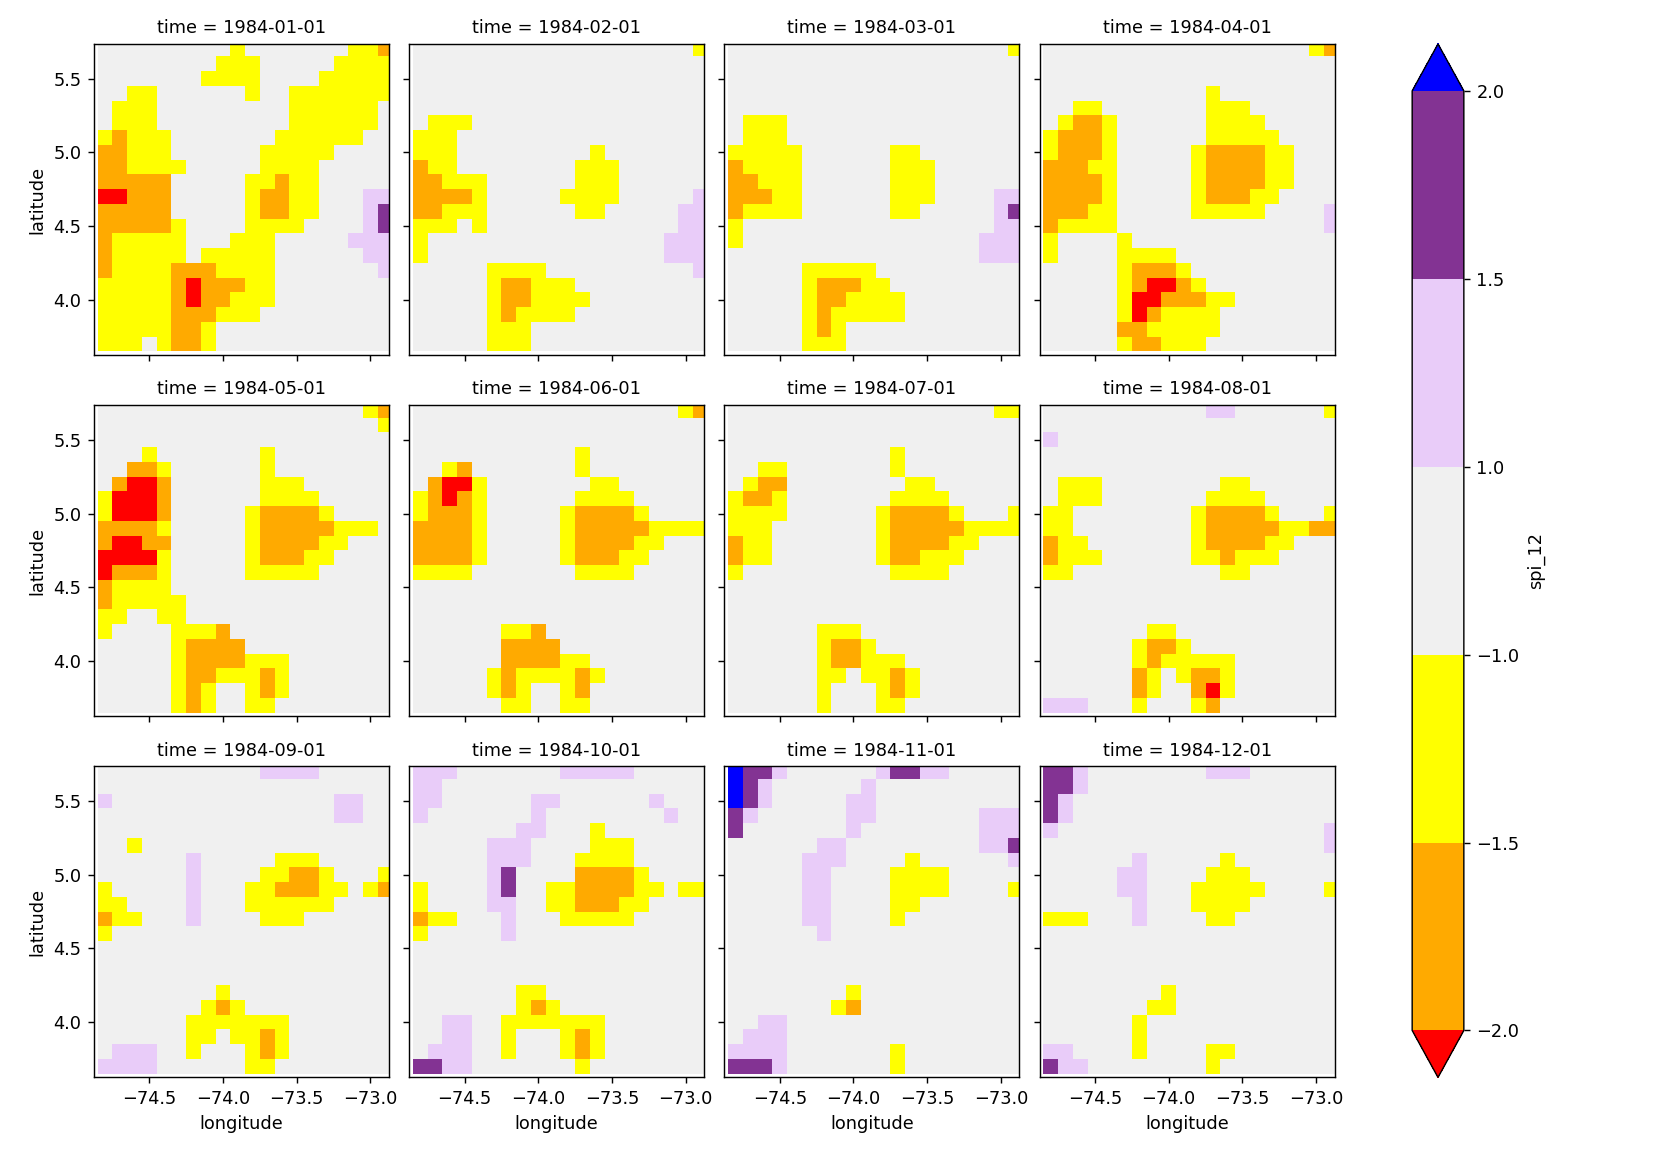 time = 1984-01-01
time = 1984-02-01
time = 1984-03-01
time = 1984-04-01
latitude
5.5
5.0
4.5
4.0
time = 1984-05-01
time = 1984-06-01
time = 1984-07-01
time = 1984-08-01
latitude
5.5
5.0
4.5
4.0
time = 1984-09-01
time = 1984-10-01
time = 1984-11-01
time = 1984-12-01
latitude
5.5
5.0
4.5
4.0
−74.5 −74.0 −73.5 −73.0
longitude
−74.5 −74.0 −73.5 −73.0
longitude
−74.5 −74.0 −73.5 −73.0
longitude
−74.5 −74.0 −73.5 −73.0
longitude
2.0
1.5
1.0
−1.0
−1.5
−2.0
spi_12